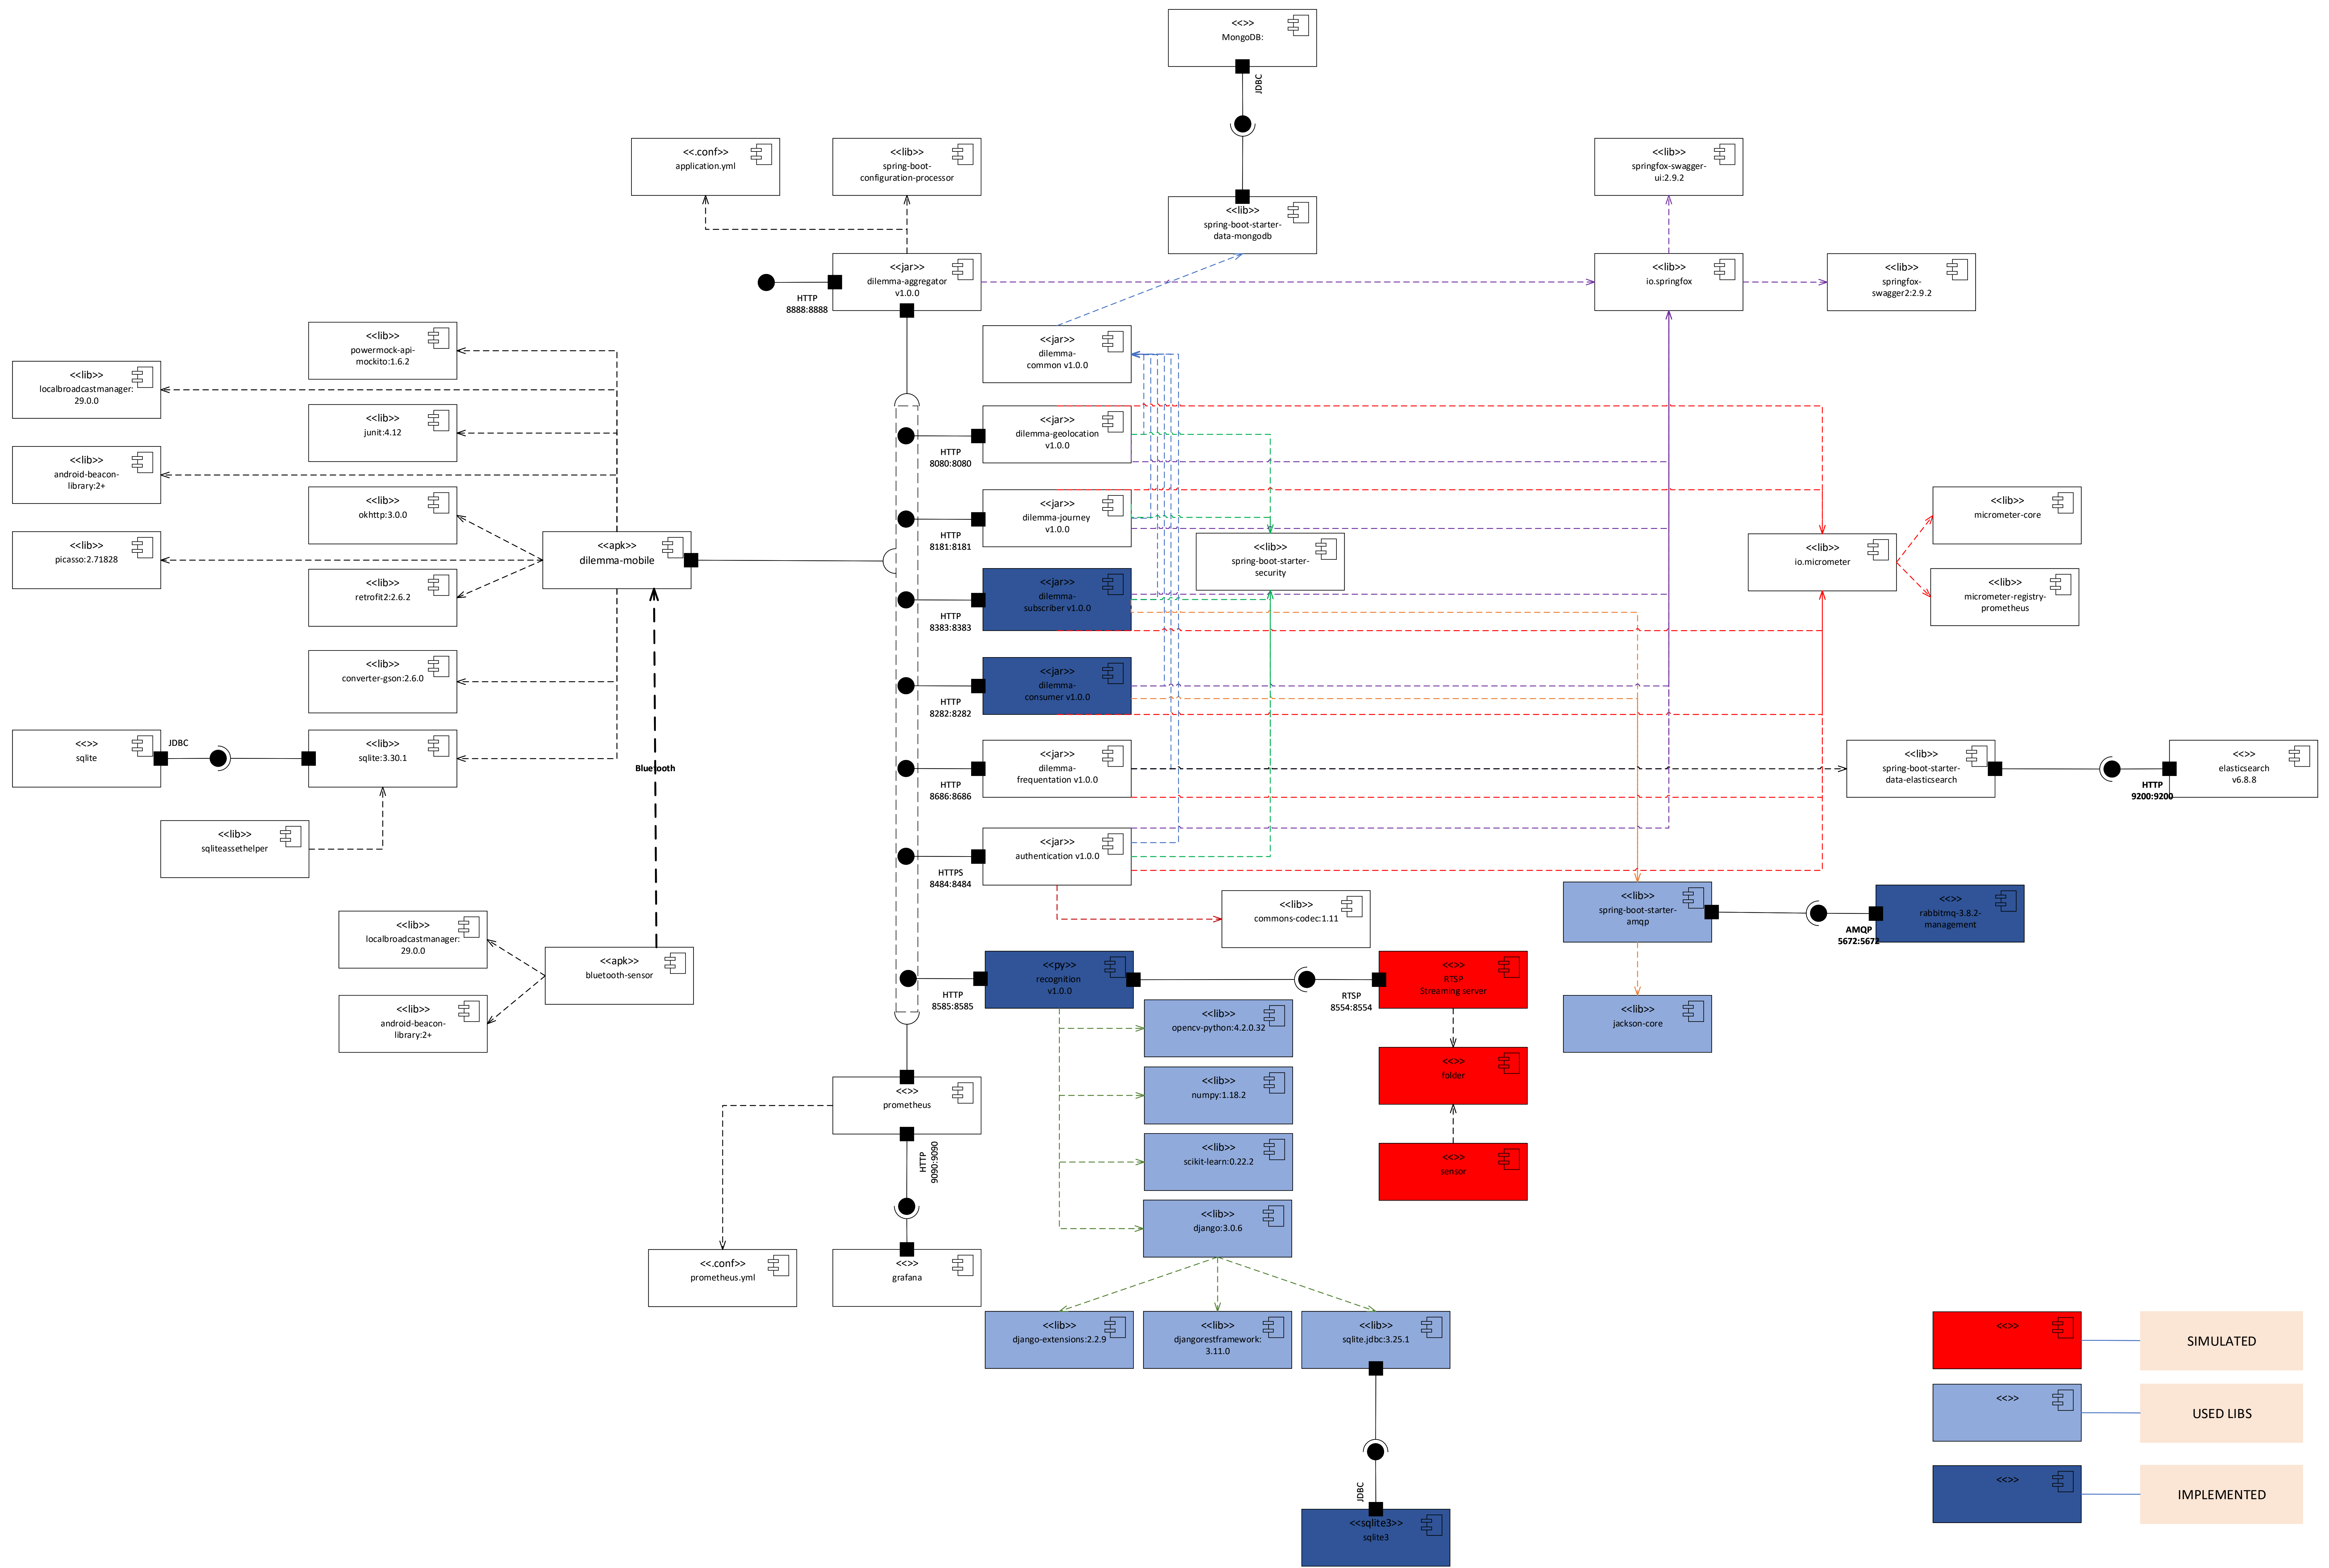 <<>>
MongoDB:
JDBC
<<.conf>>
application.yml
<<lib>>
spring-boot-
configuration-processor
<<lib>>
spring-boot-starter-
data-mongodb
<<lib>>
springfox-swagger-
ui:2.9.2
<<jar>>
dilemma-aggregator
v1.0.0
HTTP
8888:8888
<<lib>>
io.springfox
<<lib>>
springfox-
swagger2:2.9.2
<<lib>>
powermock-api-
mockito:1.6.2
<<jar>>
dilemma-
common v1.0.0
<<lib>>
localbroadcastmanager:
29.0.0
<<lib>>
junit:4.12
<<jar>>
dilemma-geolocation
v1.0.0
HTTP
8080:8080
<<lib>>
android-beacon-
library:2+
<<lib>>
okhttp:3.0.0
<<jar>>
dilemma-journey
v1.0.0
HTTP
8181:8181
<<lib>>
micrometer-core
<<lib>>
picasso:2.71828
<<apk>>
dilemma-mobile
<<lib>>
spring-boot-starter-
security
<<lib>>
io.micrometer
<<lib>>
retrofit2:2.6.2
<<jar>>
dilemma-
subscriber v1.0.0
HTTP
8383:8383
<<lib>>
micrometer-registry-
prometheus
<<lib>>
converter-gson:2.6.0
<<jar>>
dilemma-
consumer v1.0.0
HTTP
8282:8282
<<>>
sqlite
JDBC
<<lib>>
sqlite:3.30.1
Bluetooth
<<jar>>
dilemma-
frequentation v1.0.0
HTTP
8686:8686
<<lib>>
spring-boot-starter-
data-elasticsearch
<<>>
elasticsearch
v6.8.8
HTTP
9200:9200
<<lib>>
sqliteassethelper
<<jar>>
authentication v1.0.0
HTTPS
8484:8484
<<lib>>
commons-codec:1.11
<<lib>>
spring-boot-starter-
amqp
<<>>
rabbitmq-3.8.2-
management
AMQP
5672:5672
<<lib>>
localbroadcastmanager:
29.0.0
<<apk>>
bluetooth-sensor
<<lib>>
android-beacon-
library:2+
<<py>>
recognition
v1.0.0
HTTP
8585:8585
<<>>
RTSP
Streaming server
RTSP
8554:8554
<<lib>>
opencv-python:4.2.0.32
<<lib>>
jackson-core
<<>>
folder
<<lib>>
numpy:1.18.2
<<>>
prometheus
<<lib>>
scikit-learn:0.22.2
<<>>
sensor
HTTP
9090:9090
<<lib>>
django:3.0.6
<<.conf>>
prometheus.yml
<<>>
grafana
<<lib>>
django-extensions:2.2.9
<<lib>>
djangorestframework:
3.11.0
<<lib>>
sqlite.jdbc:3.25.1
JDBC
<<sqlite3>>
sqlite3
<<>>
SIMULATED
<<>>
USED LIBS
<<>>
IMPLEMENTED